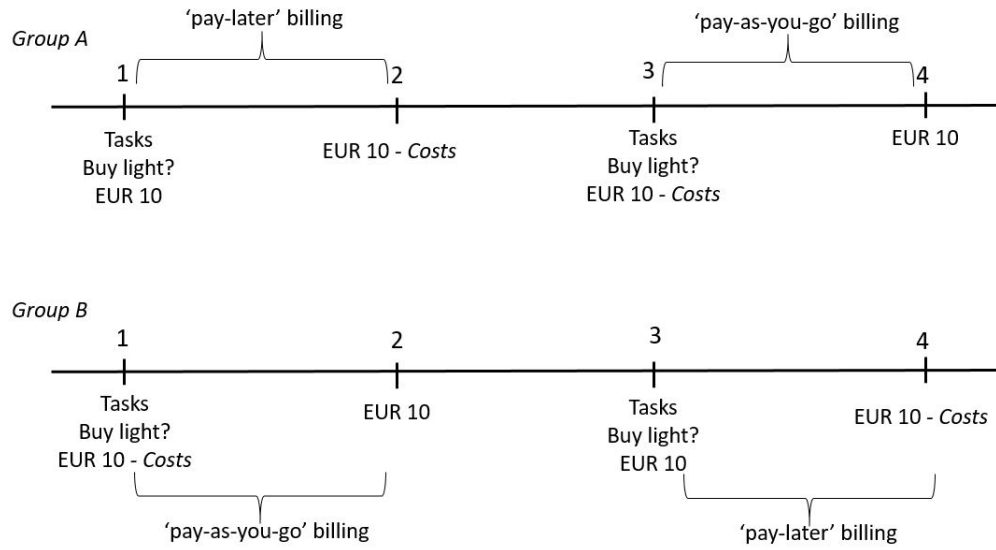 Group A
‘pay-later’ billing
‘pay-as-you-go’ billing
1
2
3
4
Tasks
Buy light?
EUR 10
EUR 10 - Costs
Tasks
Buy light?
EUR 10 - Costs
EUR 10
Group B
1
2
3
4
Tasks
Buy light?
EUR 10 - Costs
EUR 10
Tasks
Buy light?
EUR 10
EUR 10 - Costs
‘pay-as-you-go’ billing
‘pay-later’ billing